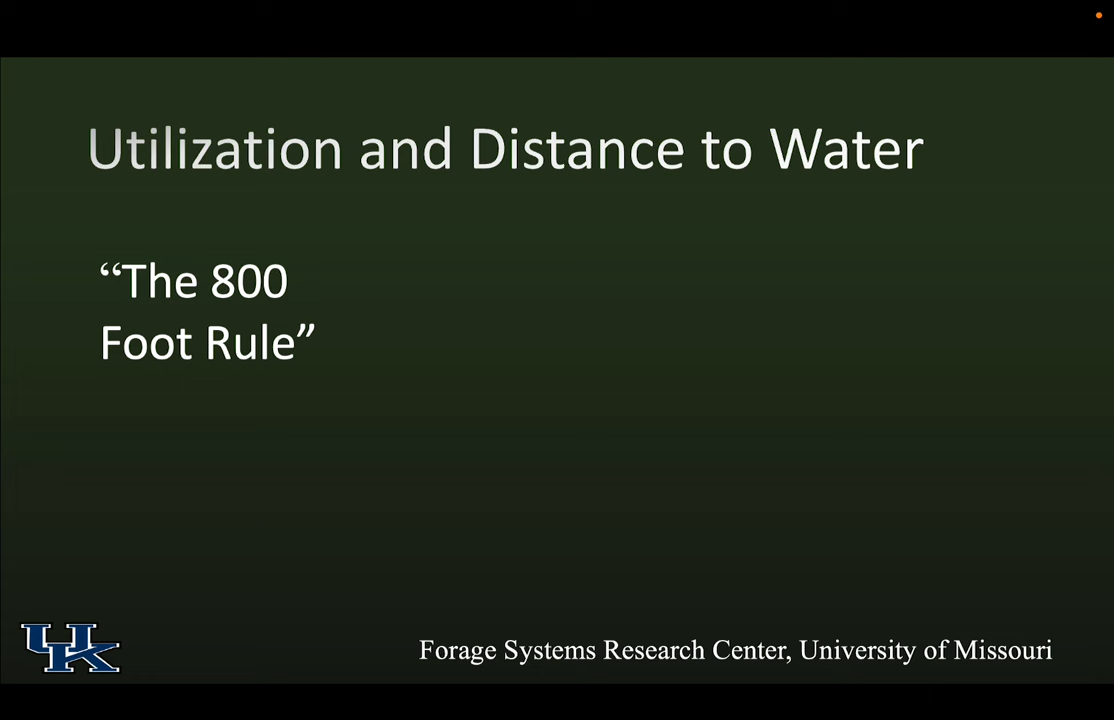 Utilization and Distance to Water
“The 800
Foot Rule”
UK
Forage Systems Research Center, University of Missouri